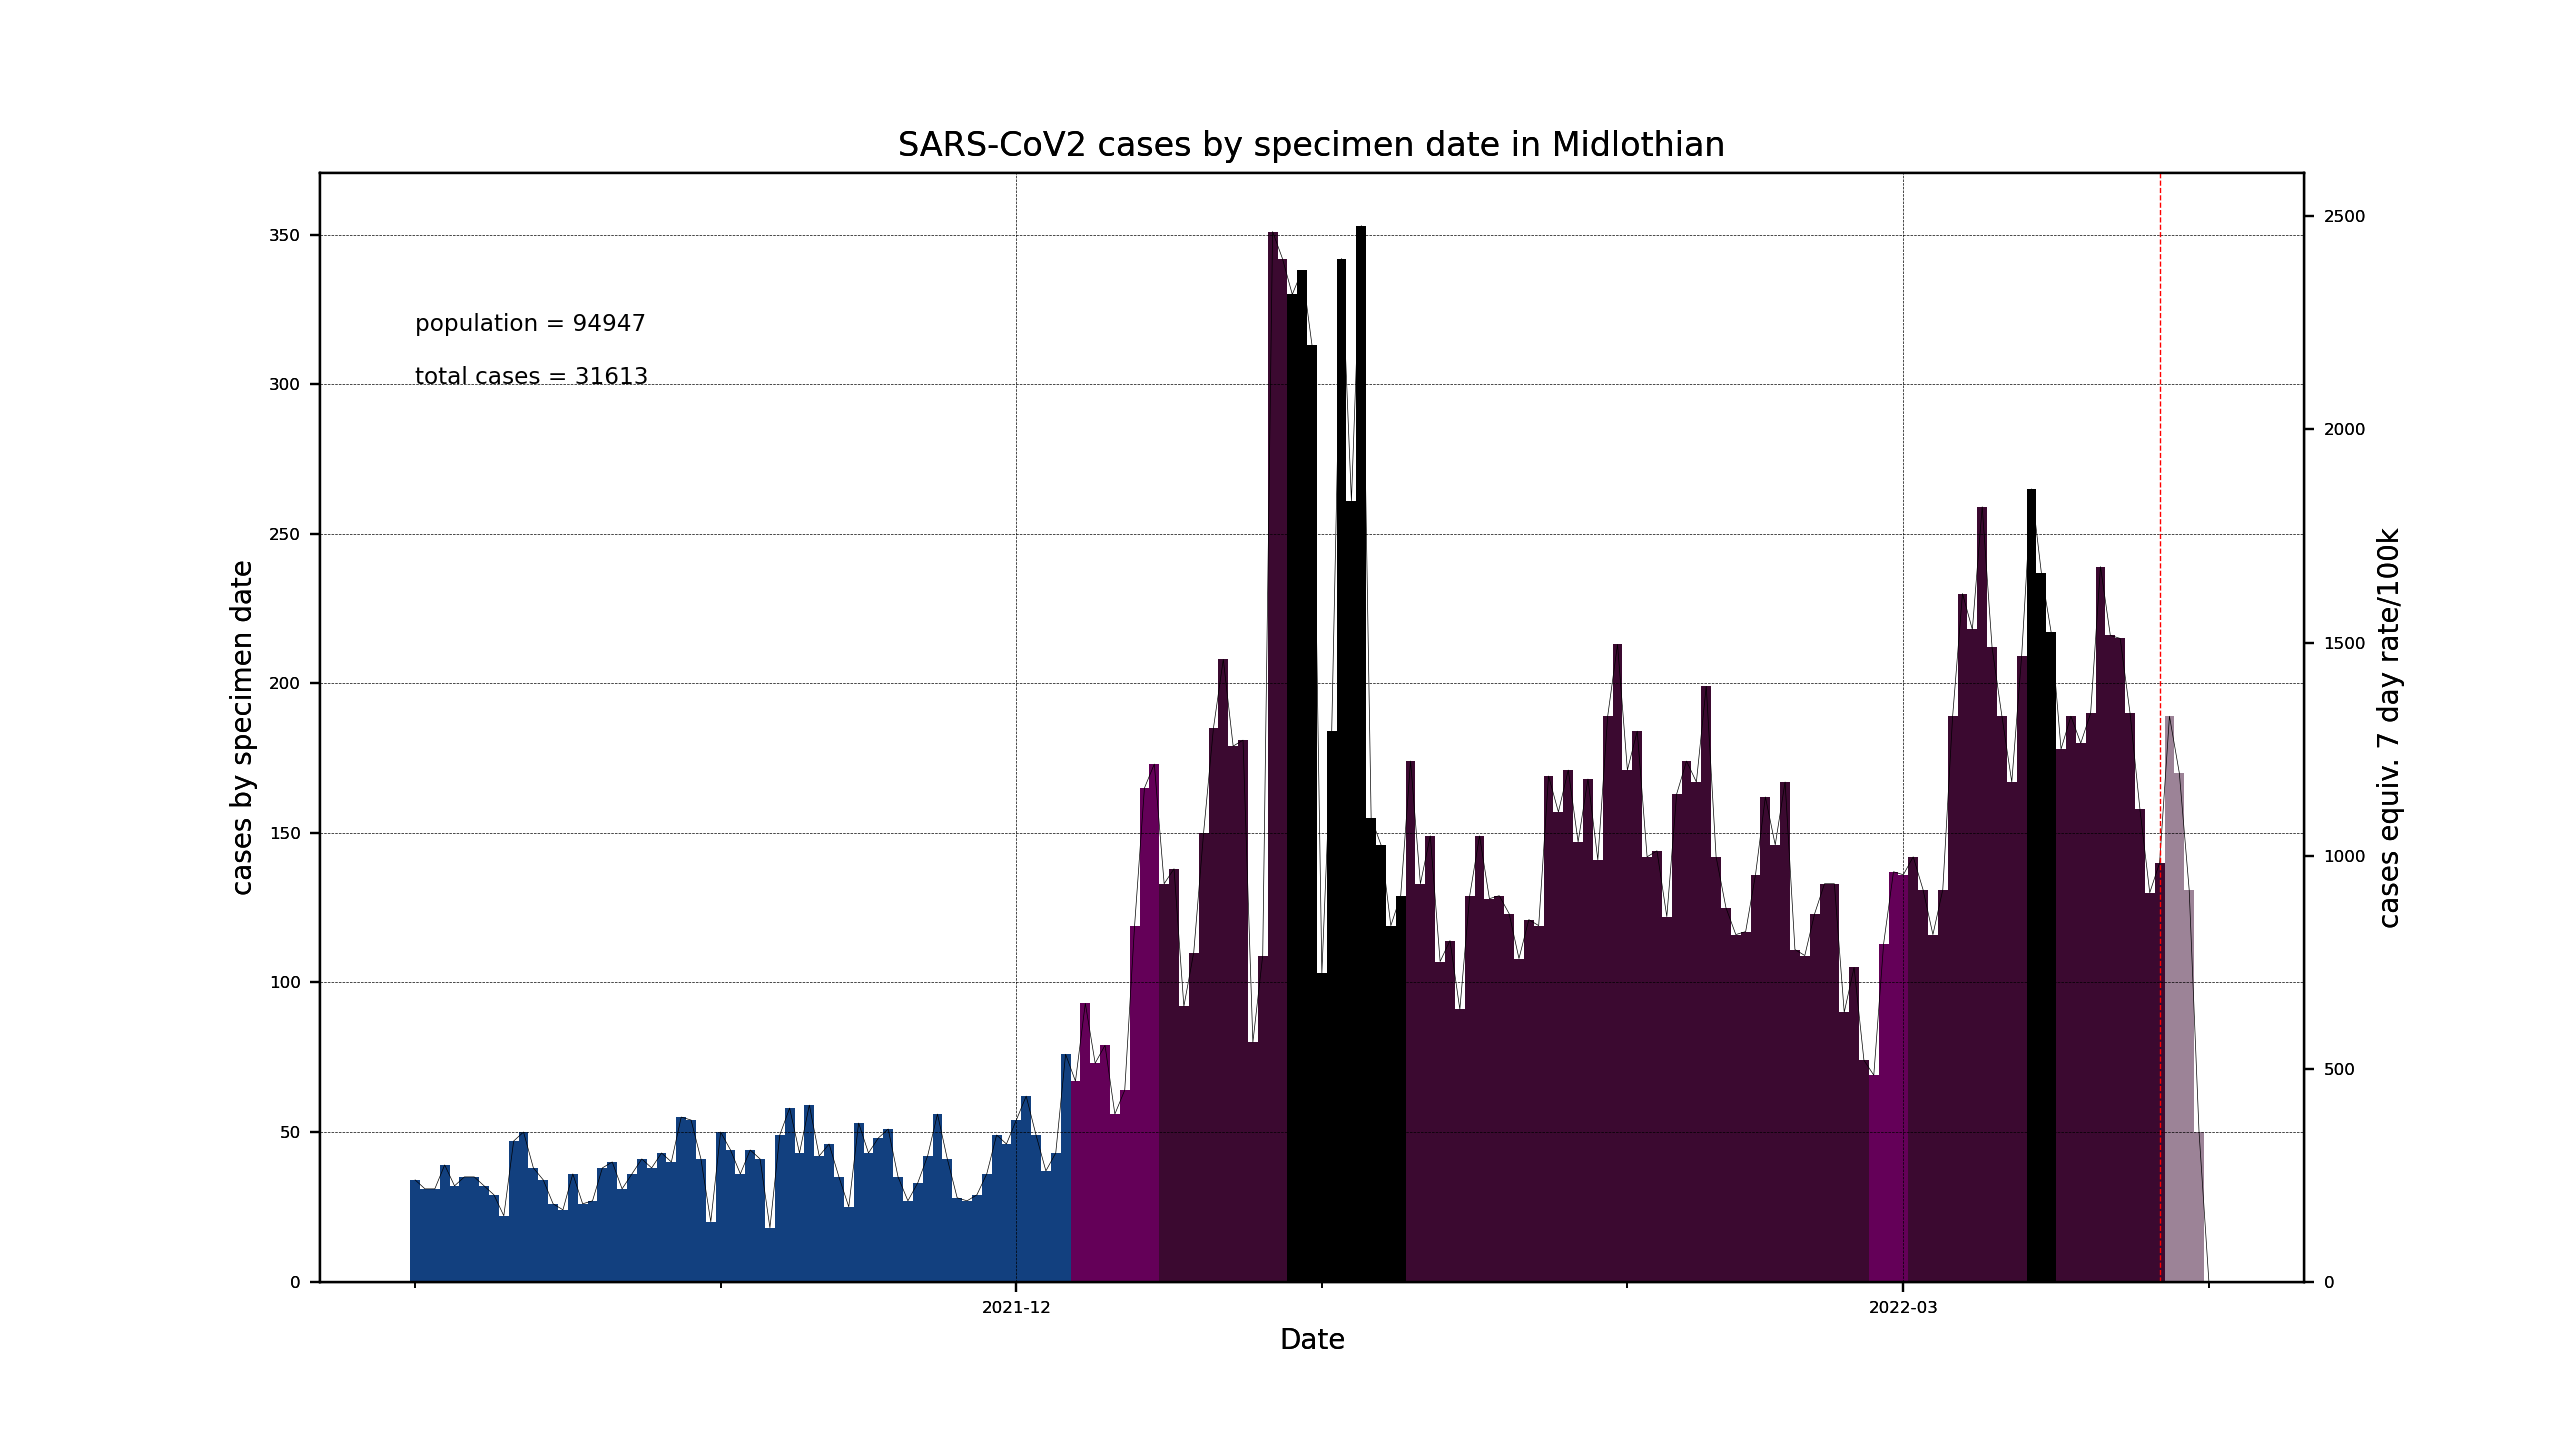 SARS-CoV2 cases by specimen date in Midlothian
population = 94947
total cases = 31613
cases by specimen date
350
300
250
200
150
100
50
0
2500
2000
1500
1000
500
0
cases equiv. 7 day rate/100k
2021-12
2022-03
Date